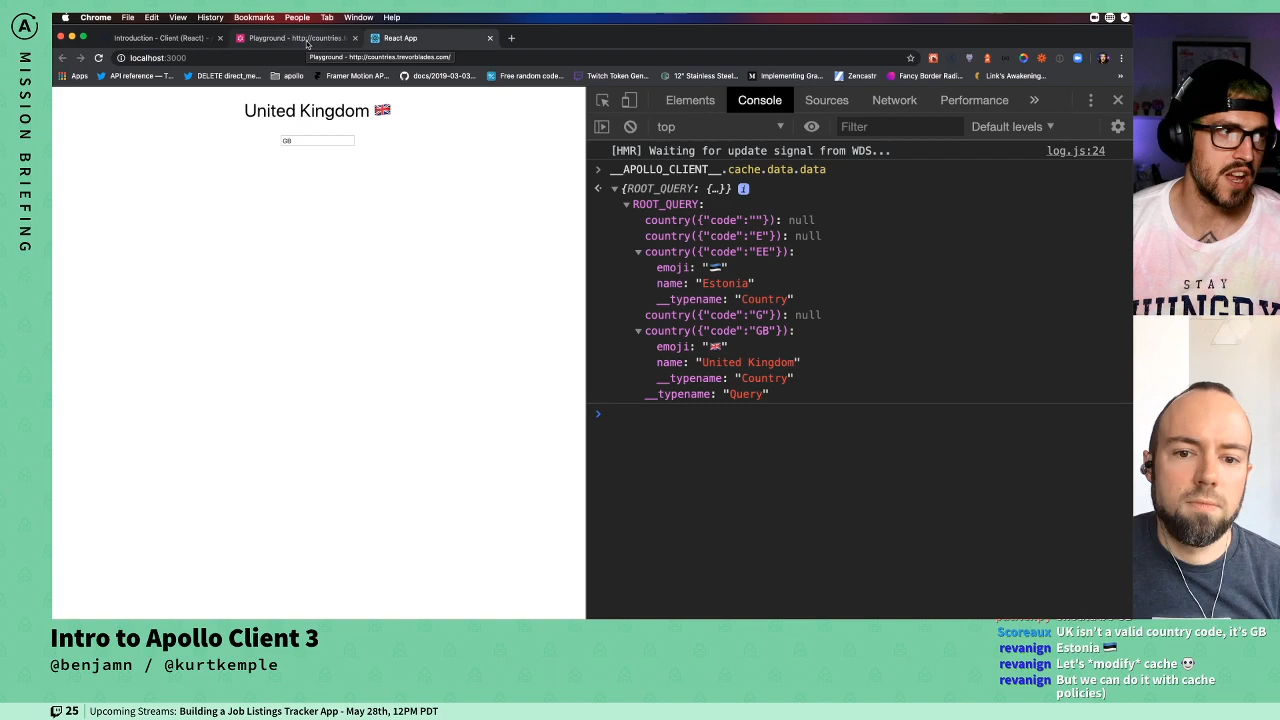 MISSION BRIEFING
Chrome File Edit View History Bookmarks People Tab Window Help
Introduction - Client (React) -
Playground - http://countries.t
React App
Playground - http://countries.trevorblades.com/
localhost:3000
Apps
API reference — T...
DELETE direct_me...
apollo
Framer Motion AP...
docs/2019-03-03...
Free random code...
Twitch Token Gen...
12" Stainless Steel...
Implementing Gra...
Zencastr
Fancy Border Radi...
Link's Awakening...
United Kingdom 🇬🇧
GB
Elements Console Sources Network Performance »
top
Filter
Default levels
[HMR] Waiting for update signal from WDS... log.js:24
__APOLLO_CLIENT__.cache.data.data
{ROOT_QUERY: {…}}
ROOT_QUERY:
country({"code":""}): null
country({"code":"E"}): null
country({"code":"EE"}):
emoji: "🇪🇪"
name: "Estonia"
__typename: "Country"
country({"code":"G"}): null
country({"code":"GB"}):
emoji: "🇬🇧"
name: "United Kingdom"
__typename: "Country"
__typename: "Query"
STAY
HUNGRY
Intro to Apollo Client 3
@benjamn / @kurtkemple
Scoreaux UK isn't a valid country code, it's GB
revanign Estonia 🇪🇪
revanign Let's *modify* cache 💀
revanign But we can do it with cache
policies)
25 Upcoming Streams: Building a Job Listings Tracker App - May 28th, 12PM PDT